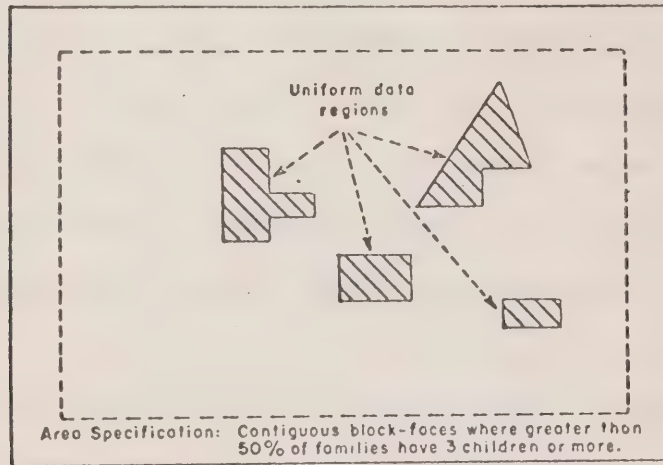 Uniform data
regions
Area Specification: Contiguous block-faces where greater than
50% of families have 3 children or more.